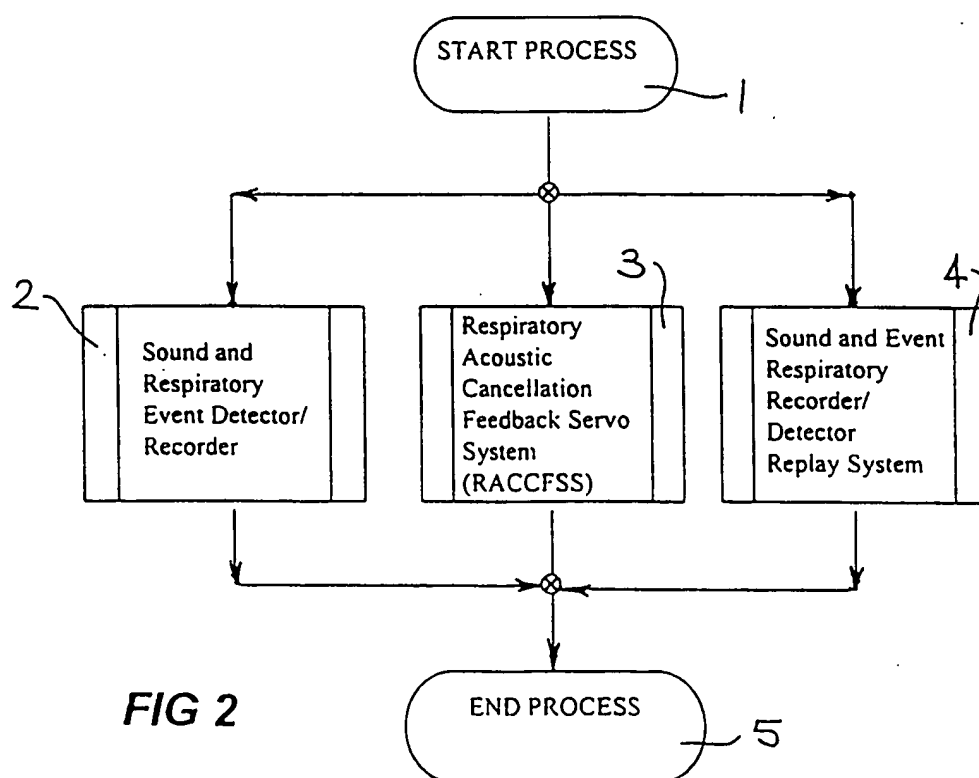 START PROCESS
1
2
Sound and
Respiratory
Event Detector/
Recorder
3
Respiratory
Acoustic
Cancellation
Feedback Servo
System
(RACCFSS)
4
Sound and Event
Respiratory
Recorder/
Detector
Replay System
END PROCESS
5
FIG 2